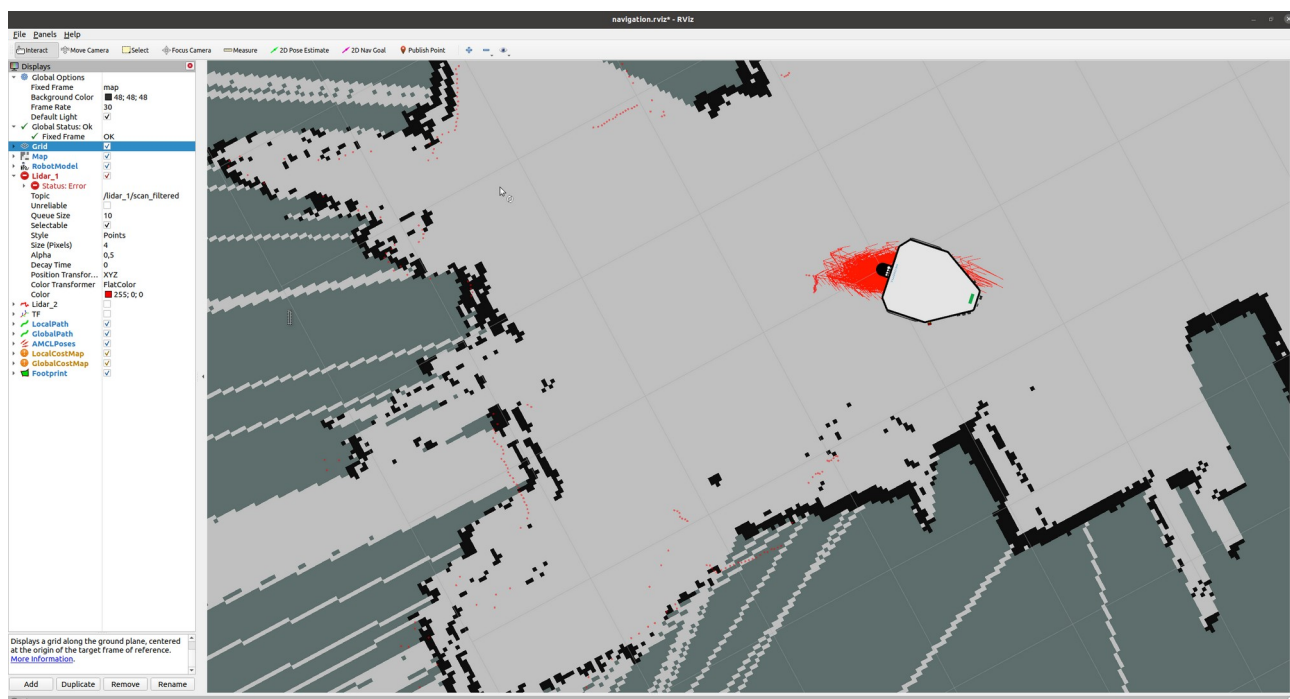 navigation.rviz* - RViz
File Panels Help
Interact Move Camera Select Focus Camera Measure 2D Pose Estimate 2D Nav Goal Publish Point
Displays
Global Options
Fixed Frame map
Background Color 48; 48; 48
Frame Rate 30
Default Light
Global Status: Ok
Fixed Frame OK
Grid
Map
RobotModel
Lidar_1
Status: Error
Topic /lidar_1/scan_filtered
Unreliable
Queue Size 10
Selectable
Style Points
Size (Pixels) 4
Alpha 0,5
Decay Time 0
Position Transfor... XYZ
Color Transformer FlatColor
Color 255; 0; 0
Lidar_2
TF
LocalPath
GlobalPath
AMCLPoses
LocalCostMap
GlobalCostMap
Footprint
Displays a grid along the ground plane, centered
at the origin of the target frame of reference.
More Information.
Add Duplicate Remove Rename